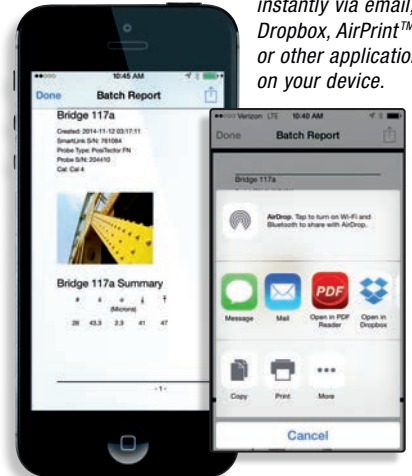 instantly via email,
Dropbox, AirPrint™
or other application
on your device.
10:45 AM
Done Batch Report
Bridge 117a
Created: 2014-11-12 03:17:11
SmartLink S/N: 761084
Probe Type: PosiTector FN
Probe S/N: 204410
Cal: Cal 4
Bridge 117a Summary
#
(Microns)
28 43.3 2.3 41 47
- 1 -
Verizon LTE 10:40 AM
Done Batch Report
Bridge 117a
AirDrop. Tap to turn on Wi-Fi and
Bluetooth to share with AirDrop.
PDF
Message Mail Open in PDF Reader Open in Dropbox
Copy Print More
Cancel